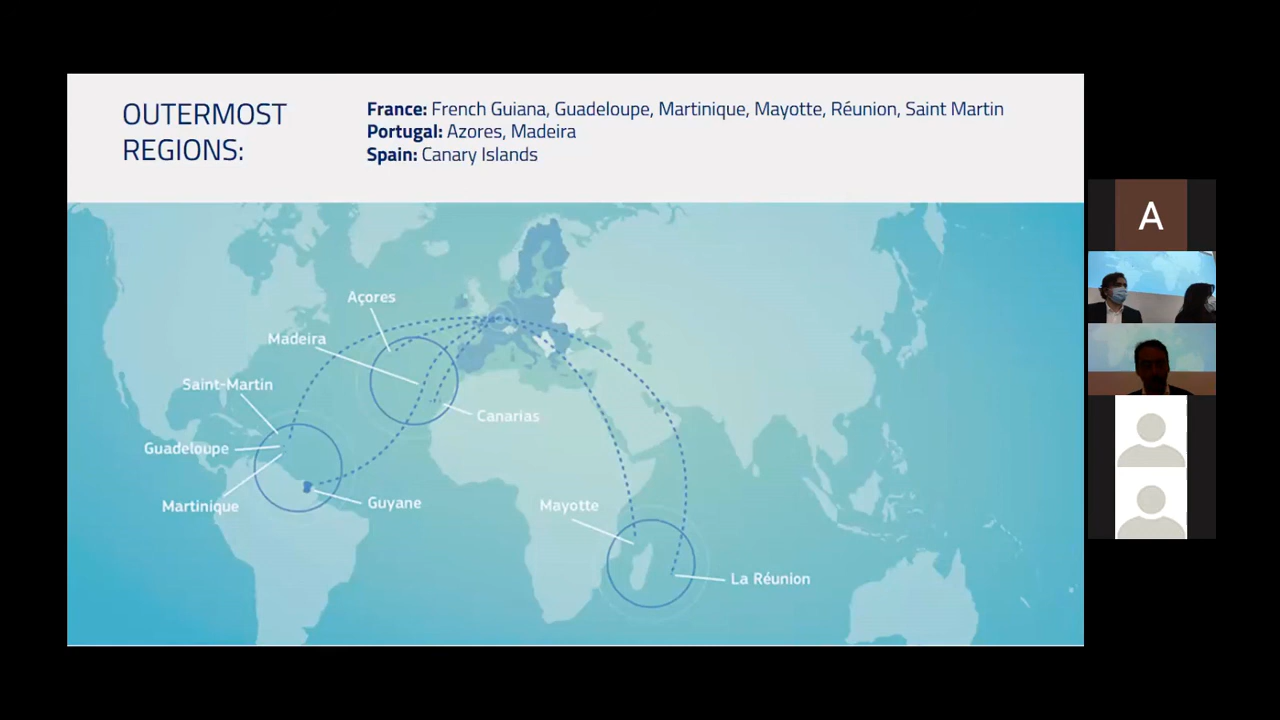 OUTERMOST
REGIONS:
France: French Guiana, Guadeloupe, Martinique, Mayotte, Réunion, Saint Martin
Portugal: Azores, Madeira
Spain: Canary Islands
A
Açores
Madeira
Saint-Martin
Canarias
Guadeloupe
Martinique
Guyane
Mayotte
La Réunion